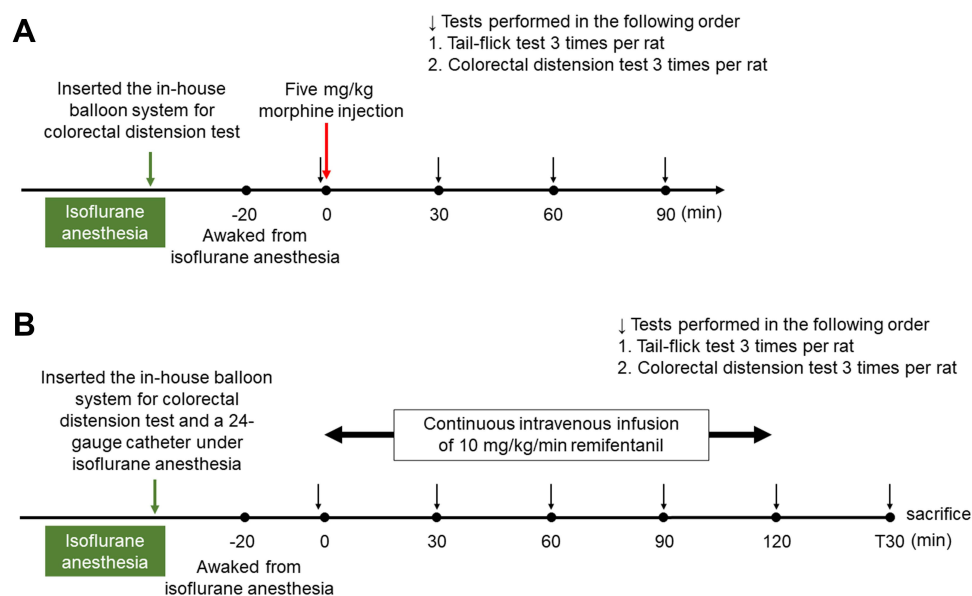 A
↓ Tests performed in the following order
1. Tail-flick test 3 times per rat
2. Colorectal distension test 3 times per rat
Inserted the in-house
balloon system for
colorectal distension test
Five mg/kg
morphine injection
Isoflurane
anesthesia
-20
0
30
60
90 (min)
Awaked from
isoflurane anesthesia
B
↓ Tests performed in the following order
1. Tail-flick test 3 times per rat
2. Colorectal distension test 3 times per rat
Inserted the in-house balloon
system for colorectal
distension test and a 24-
gauge catheter under
isoflurane anesthesia
Continuous intravenous infusion
of 10 mg/kg/min remifentanil
sacrifice
Isoflurane
anesthesia
-20
0
30
60
90
120
T30 (min)
Awaked from
isoflurane anesthesia